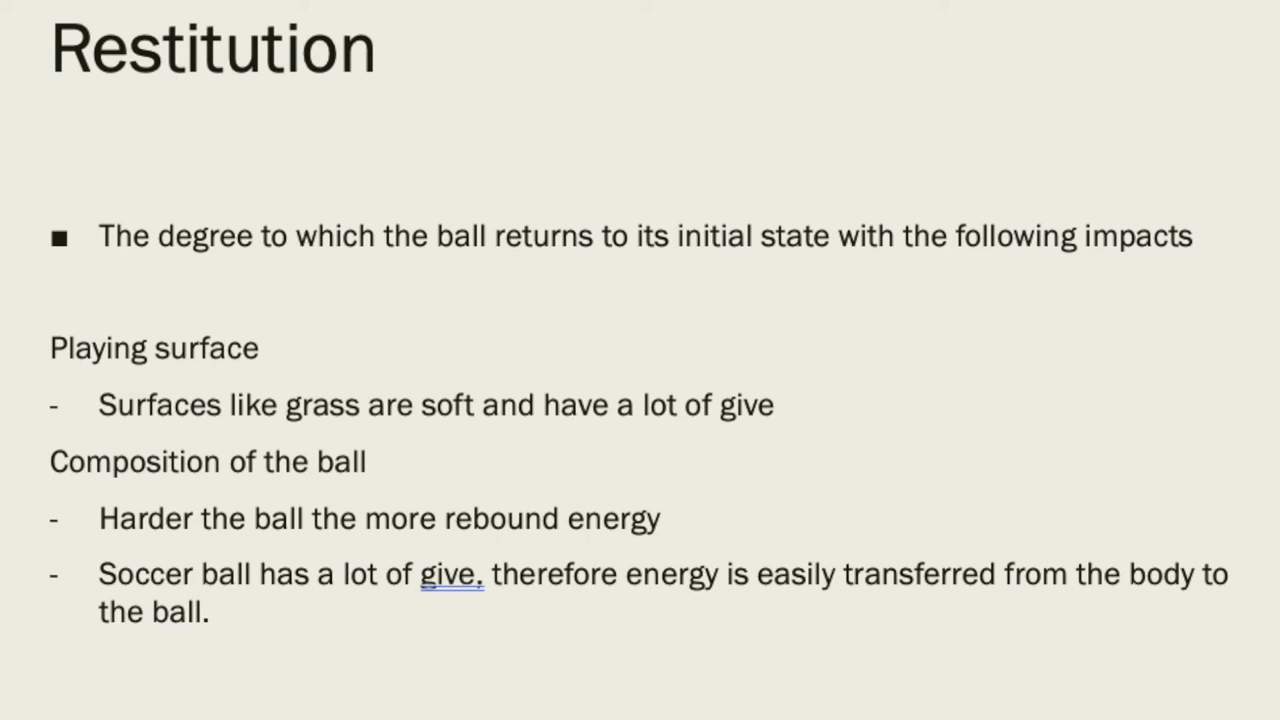 Restitution
▪ The degree to which the ball returns to its initial state with the following impacts
Playing surface
- Surfaces like grass are soft and have a lot of give
Composition of the ball
- Harder the ball the more rebound energy
- Soccer ball has a lot of give. therefore energy is easily transferred from the body to
the ball.